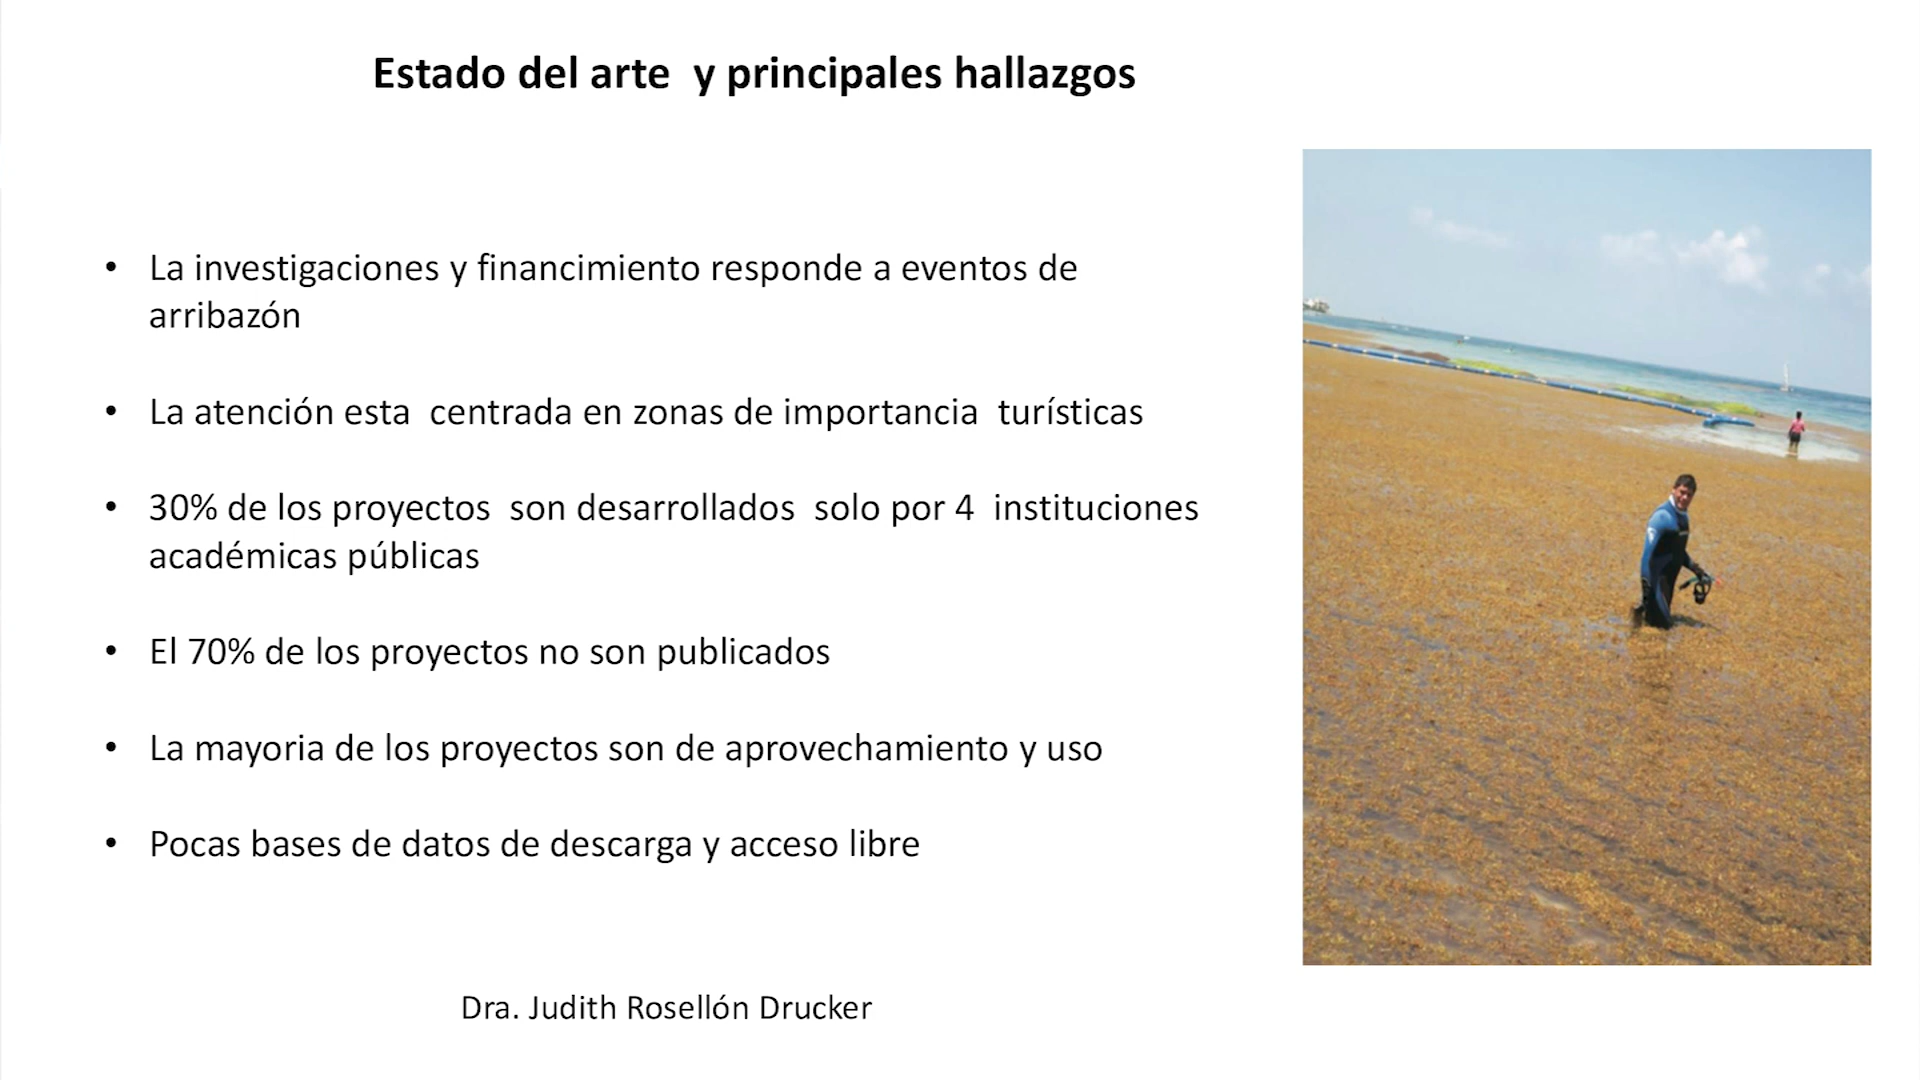 Estado del arte  y principales hallazgos
• La investigaciones y financimiento responde a eventos de
arribazón
• La atención esta  centrada en zonas de importancia  turísticas
• 30% de los proyectos  son desarrollados  solo por 4  instituciones
académicas públicas
• El 70% de los proyectos no son publicados
• La mayoria de los proyectos son de aprovechamiento y uso
• Pocas bases de datos de descarga y acceso libre
Dra. Judith Rosellón Drucker